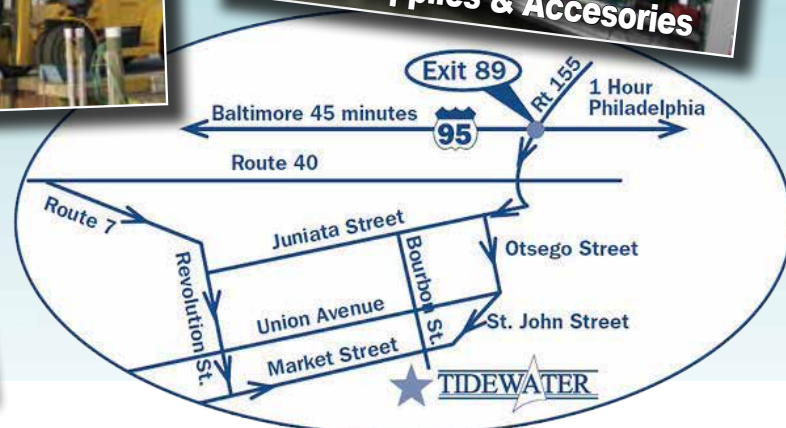 & Accesories
Exit 89
Rt 155
1 Hour
Philadelphia
Baltimore 45 minutes
95
Route 40
Route 7
Juniata Street
Otsego Street
Revolution St.
Bourbon St.
Union Avenue
St. John Street
Market Street
TIDEWATER